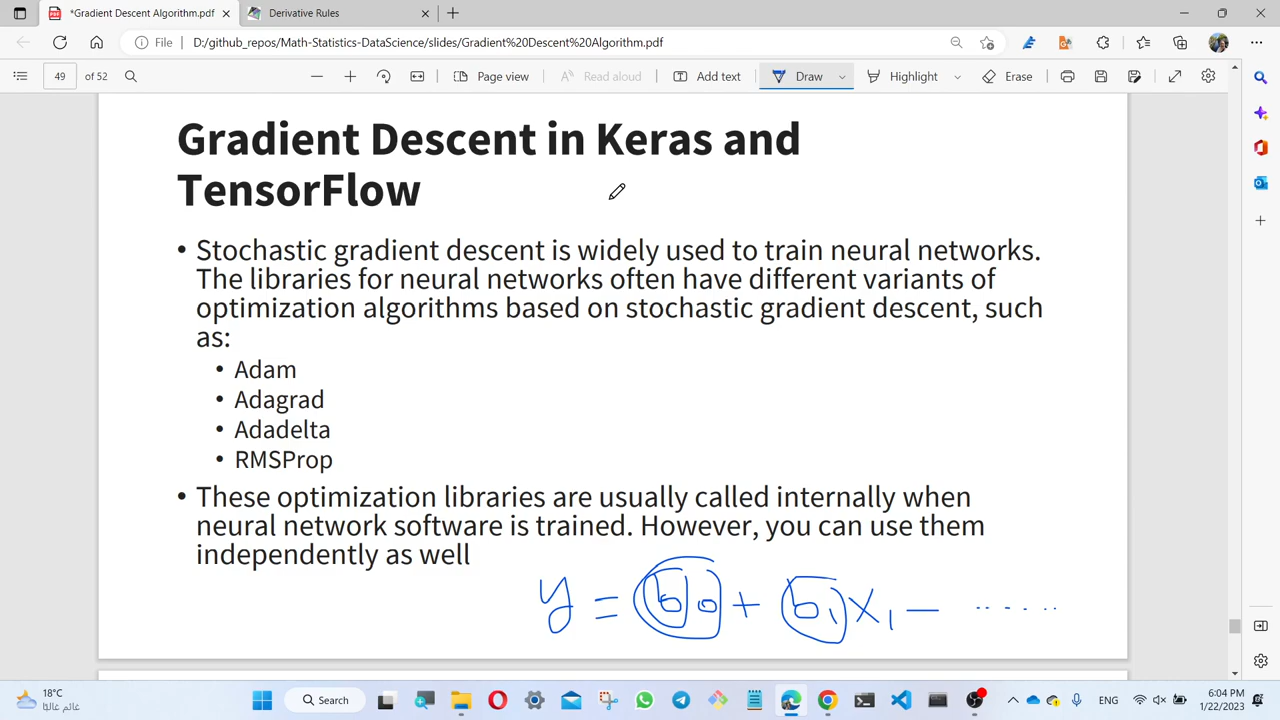 *Gradient Descent Algorithm.pdf
Derivative Rules
File
D:/github_repos/Math-Statistics-DataScience/slides/Gradient%20Descent%20Algorithm.pdf
49 of 52
Page view
Read aloud
Add text
Draw
Highlight
Erase
Gradient Descent in Keras and
TensorFlow
• Stochastic gradient descent is widely used to train neural networks.
The libraries for neural networks often have different variants of
optimization algorithms based on stochastic gradient descent, such
as:
• Adam
• Adagrad
• Adadelta
• RMSProp
• These optimization libraries are usually called internally when
neural network software is trained. However, you can use them
independently as well
y = b0 + b1 x1 - ......
18°C
غائم غالبا
Search
ENG
6:04 PM
1/22/2023